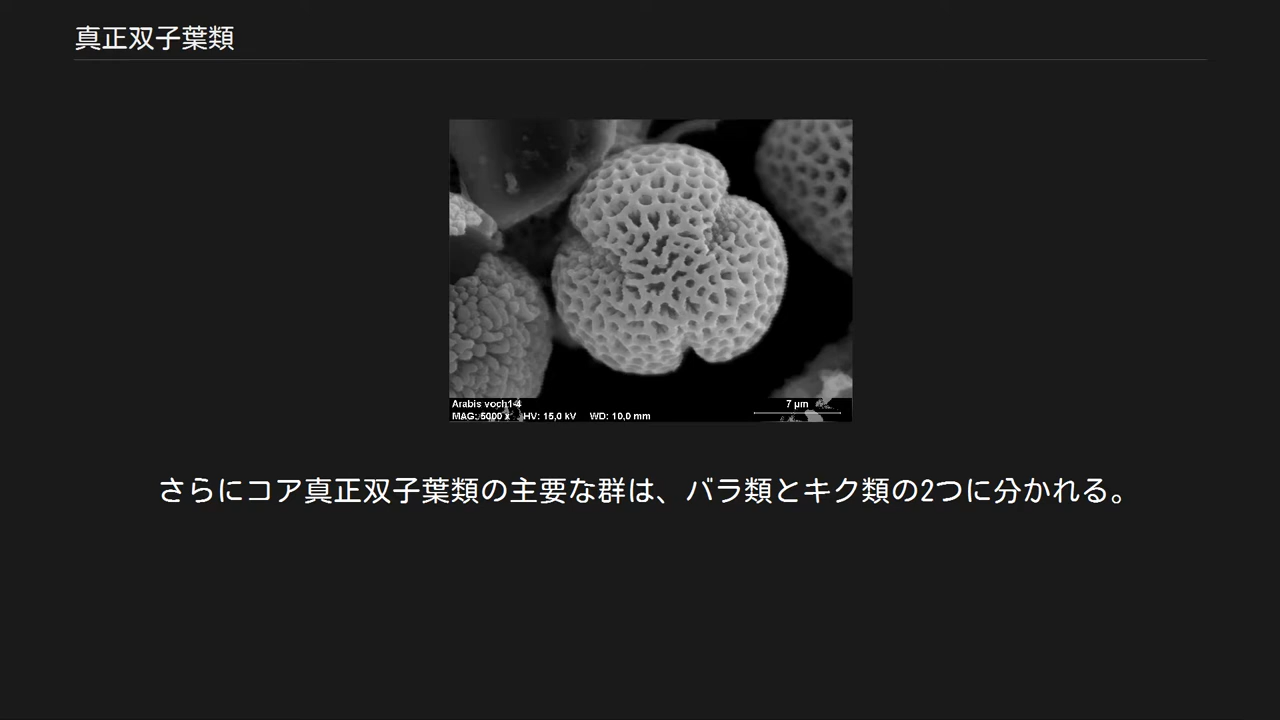 真正双子葉類
Arabis voch1-4
7 µm
MAG: 5000 x HV: 15,0 kV WD: 10,0 mm
さらにコア真正双子葉類の主要な群は、バラ類とキク類の2つに分かれる。